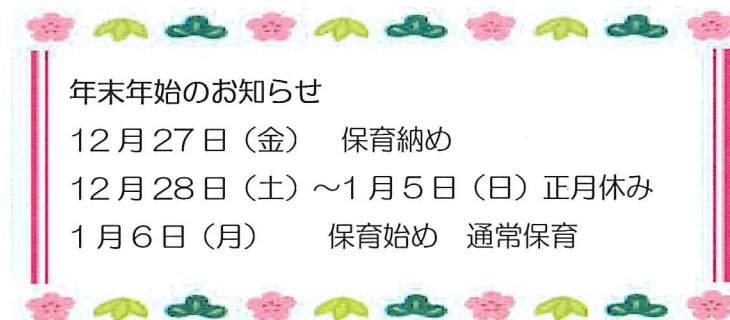 年末年始のお知らせ
12月27日（金）　保育納め
12月28日（土）～1月5日（日）正月休み
1月6日（月）　　保育始め　通常保育